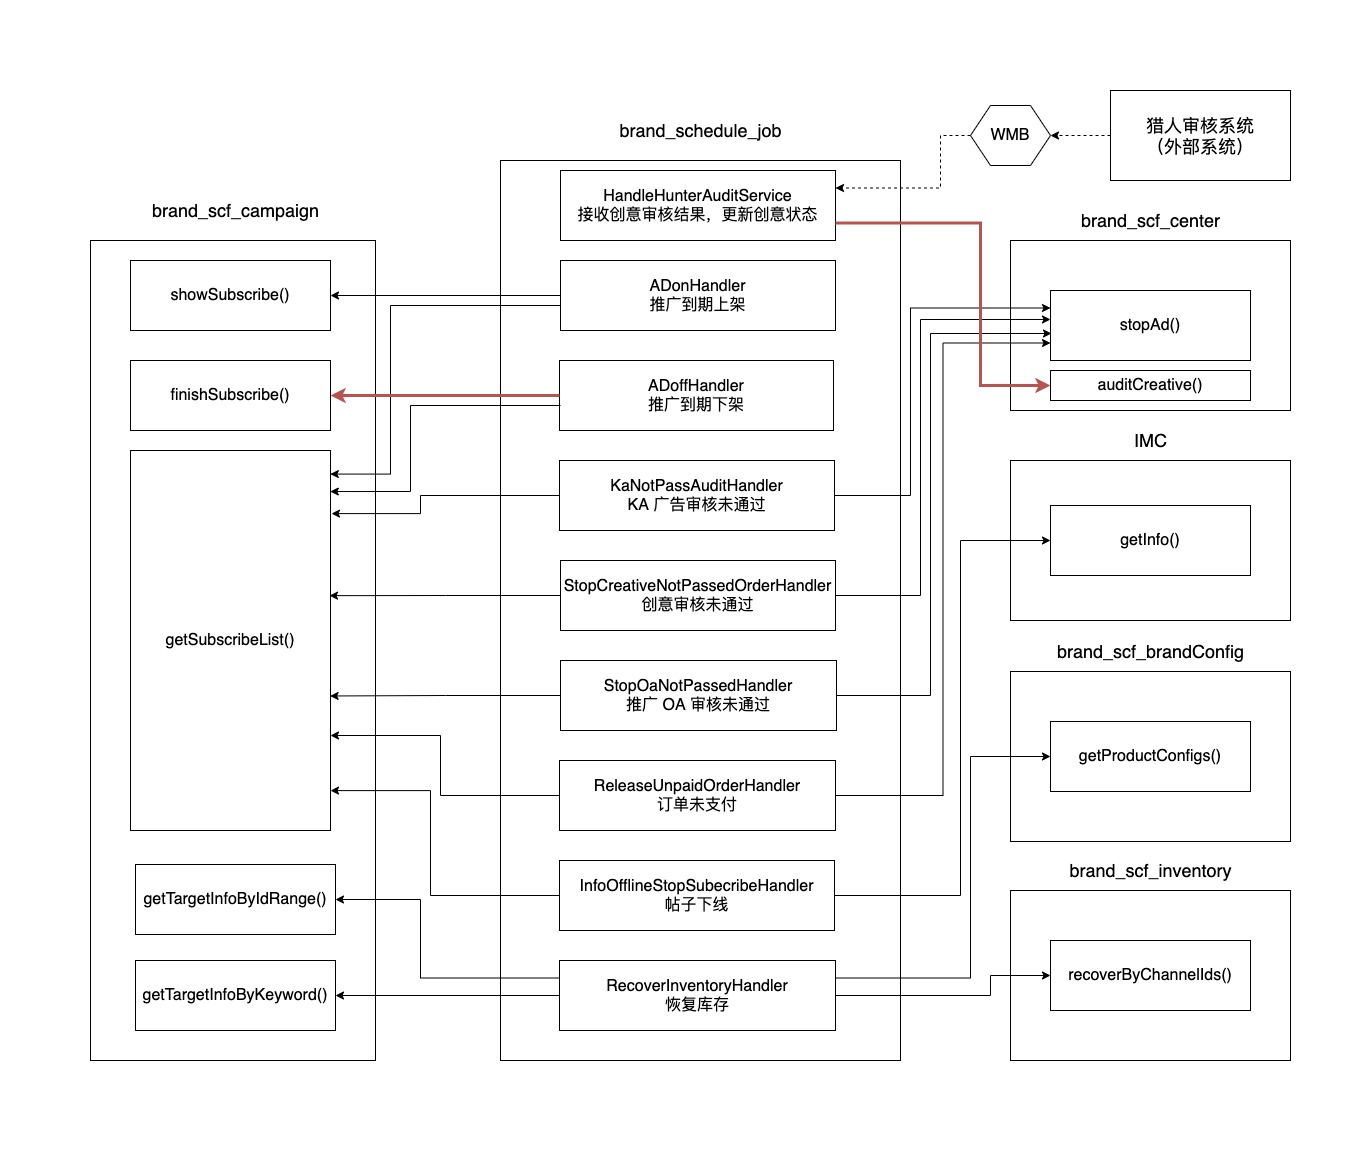 brand_schedule_job
WMB
猎人审核系统
（外部系统）
HandleHunterAuditService
接收创意审核结果，更新创意状态
brand_scf_campaign
brand_scf_center
showSubscribe()
ADonHandler
推广到期上架
stopAd()
finishSubscribe()
ADoffHandler
推广到期下架
auditCreative()
IMC
KaNotPassAuditHandler
KA 广告审核未通过
getInfo()
StopCreativeNotPassedOrderHandler
创意审核未通过
getSubscribeList()
brand_scf_brandConfig
StopOaNotPassedHandler
推广 OA 审核未通过
getProductConfigs()
ReleaseUnpaidOrderHandler
订单未支付
brand_scf_inventory
InfoOfflineStopSubecribeHandler
帖子下线
getTargetInfoByIdRange()
recoverByChannelIds()
getTargetInfoByKeyword()
RecoverInventoryHandler
恢复库存